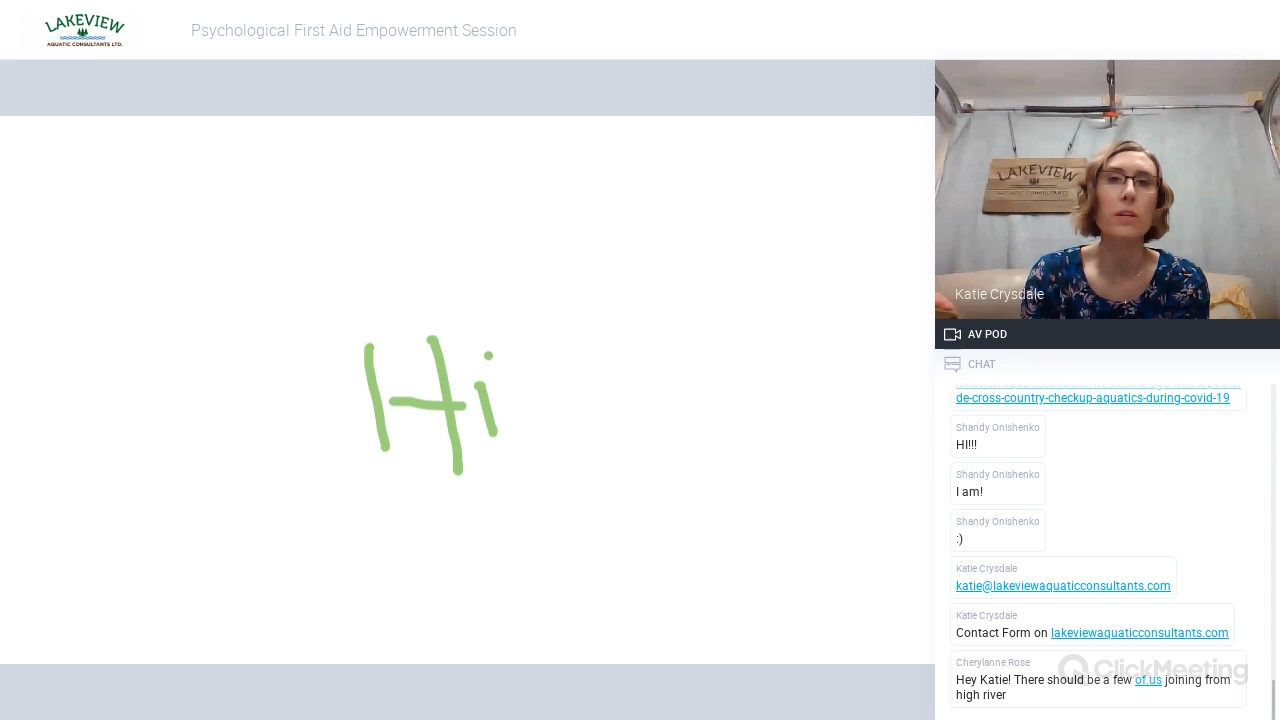 LAKEVIEW
AQUATIC CONSULTANTS LTD.
Psychological First Aid Empowerment Session
Hi
LAKEVIEW
Katie Crysdale
AV POD
CHAT
de-cross-country-checkup-aquatics-during-covid-19
Shandy Onishenko
HI!!!
Shandy Onishenko
I am!
Shandy Onishenko
:)
Katie Crysdale
katie@lakeviewaquaticconsultants.com
Katie Crysdale
Contact Form on lakeviewaquaticconsultants.com
Cherylanne Rose
Hey Katie! There should be a few of.us joining from
high river
ClickMeeting